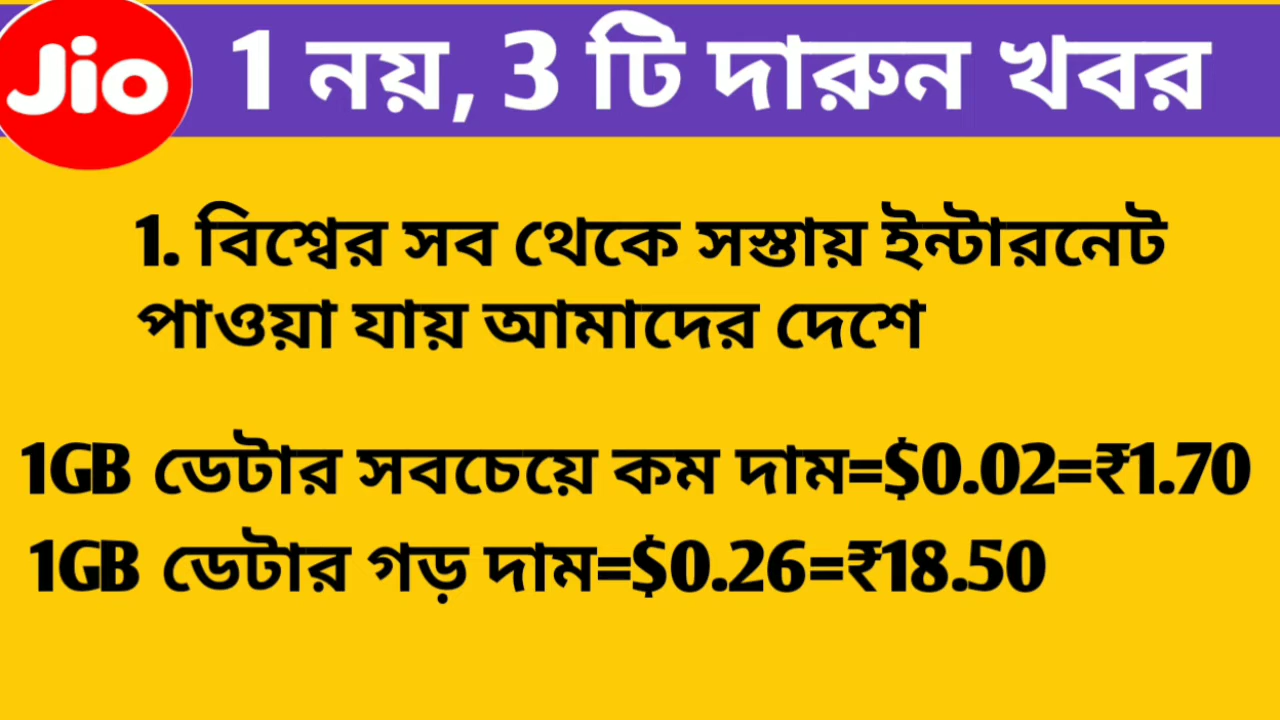 Jio
1 নয়, 3 টি দারুন খবর
1. বিশ্বের সব থেকে সস্তায় ইন্টারনেট
পাওয়া যায় আমাদের দেশে
1GB ডেটার সবচেয়ে কম দাম=$0.02=₹1.70
1GB ডেটার গড় দাম=$0.26=₹18.50